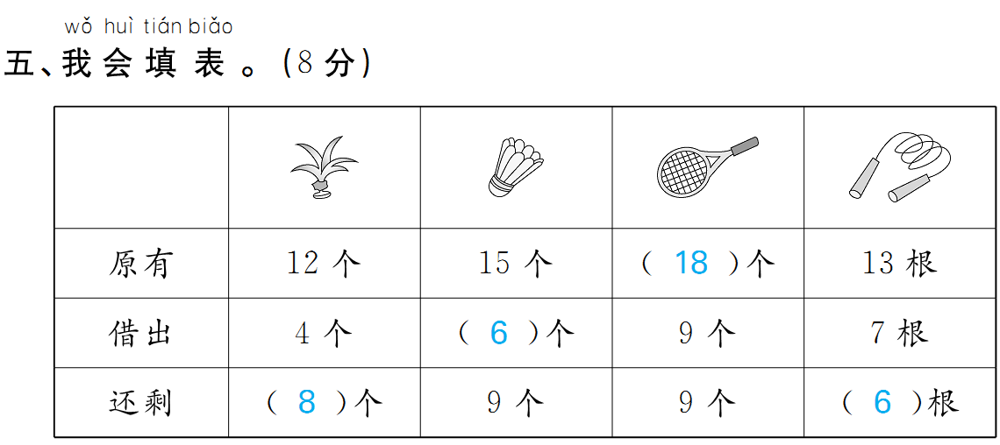 wǒ huì tián biǎo
五、我会填表。(8分)
原有 12个 15个 (18)个 13根
借出 4个 (6)个 9个 7根
还剩 (8)个 9个 9个 (6)根